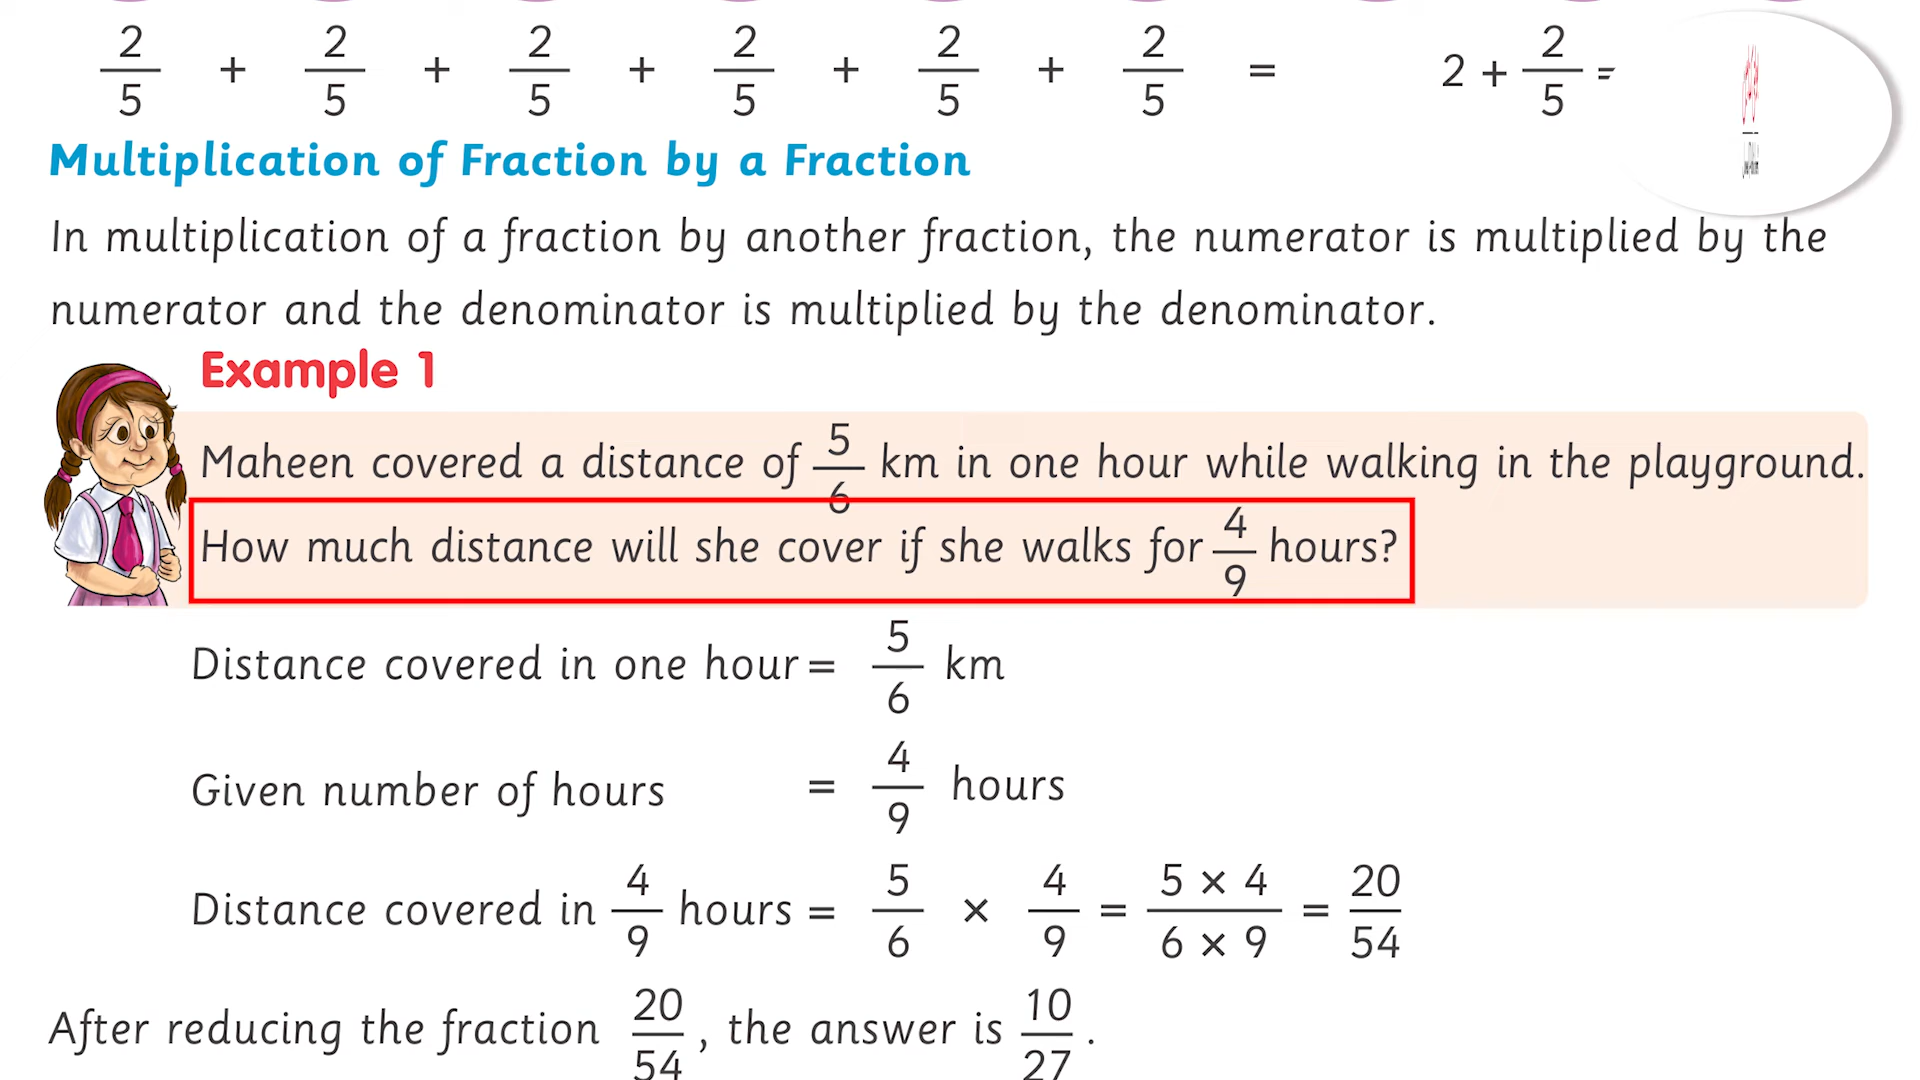 2/5 + 2/5 + 2/5 + 2/5 + 2/5 + 2/5 = 2 + 2/5 =
Multiplication of Fraction by a Fraction
In multiplication of a fraction by another fraction, the numerator is multiplied by the
numerator and the denominator is multiplied by the denominator.
Example 1
Maheen covered a distance of 5/6 km in one hour while walking in the playground.
How much distance will she cover if she walks for 4/9 hours?
Distance covered in one hour = 5/6 km
Given number of hours = 4/9 hours
Distance covered in 4/9 hours = 5/6 × 4/9 = 5 × 4/6 × 9 = 20/54
After reducing the fraction 20/54, the answer is 10/27.